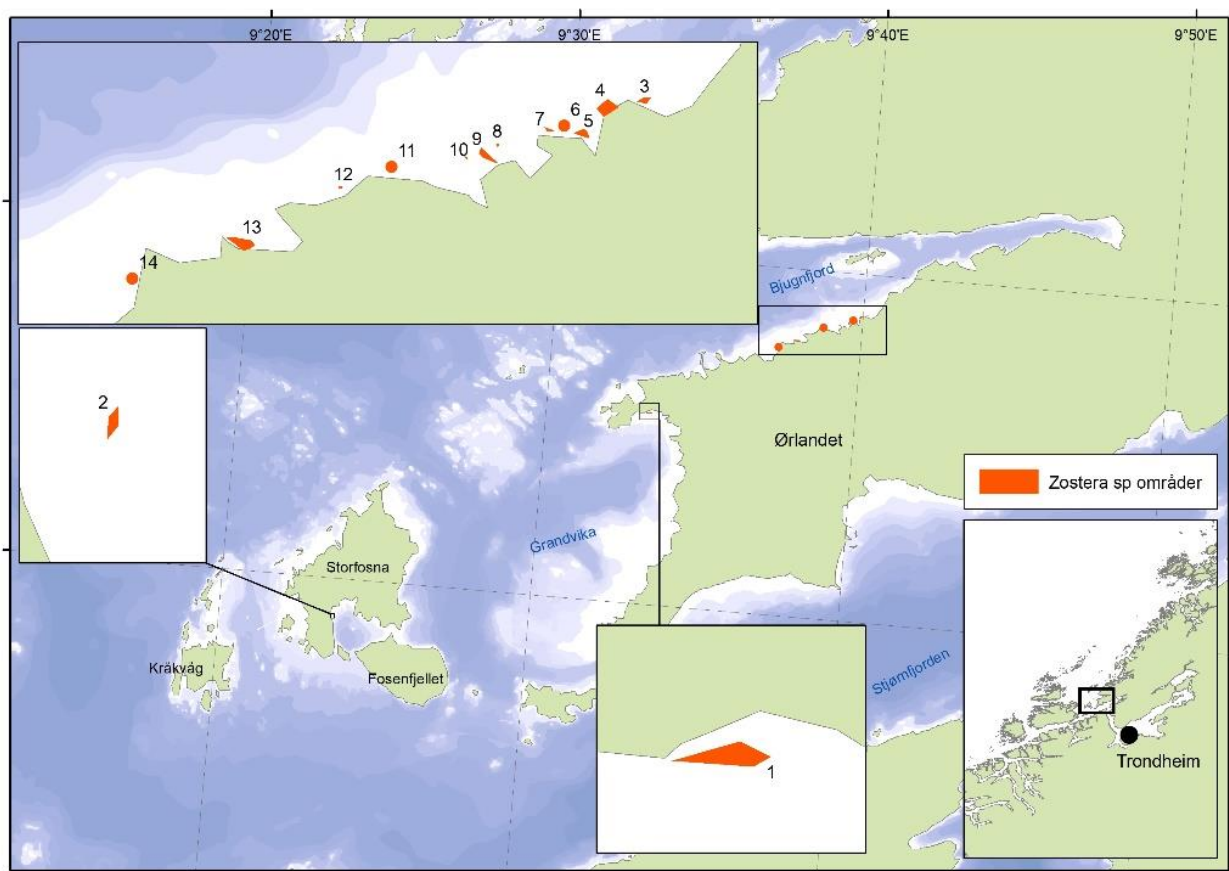 9°20'E
9°30'E
9°40'E
9°50'E
3
4
6
7
5
8
9
10
11
12
13
14
Bjugnfjord
2
Ørlandet
Zostera sp områder
Grandvika
Storfosna
Kråkvåg
Fosenfjellet
Stjørnfjorden
1
Trondheim